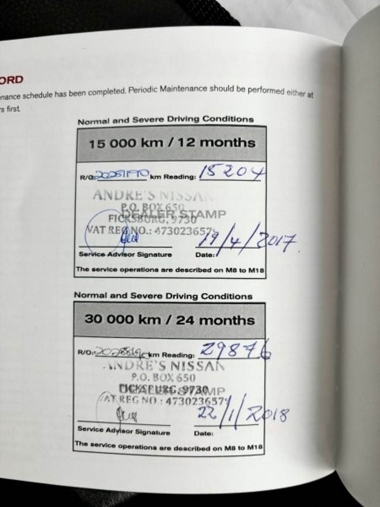 ORD
nance schedule has been completed. Periodic Maintenance should be performed either at
s first.
Normal and Severe Driving Conditions
15 000 km / 12 months
R/O: km Reading: 15204
ANDRE'S NISSAN
P.O. BOX 650
DEALER STAMP
FICKSBURG, 9730
VAT REG NO.: 4730236571
19/4/2017
Service Advisor Signature Date:
The service operations are described on M8 to M18
Normal and Severe Driving Conditions
30 000 km / 24 months
R/O: km Reading: 29876
ANDRE'S NISSAN
P.O. BOX 650
FICKSBURG, 9730
VAT REG NO: 4730236571
22/1/2018
Service Advisor Signature Date:
The service operations are described on M8 to M18